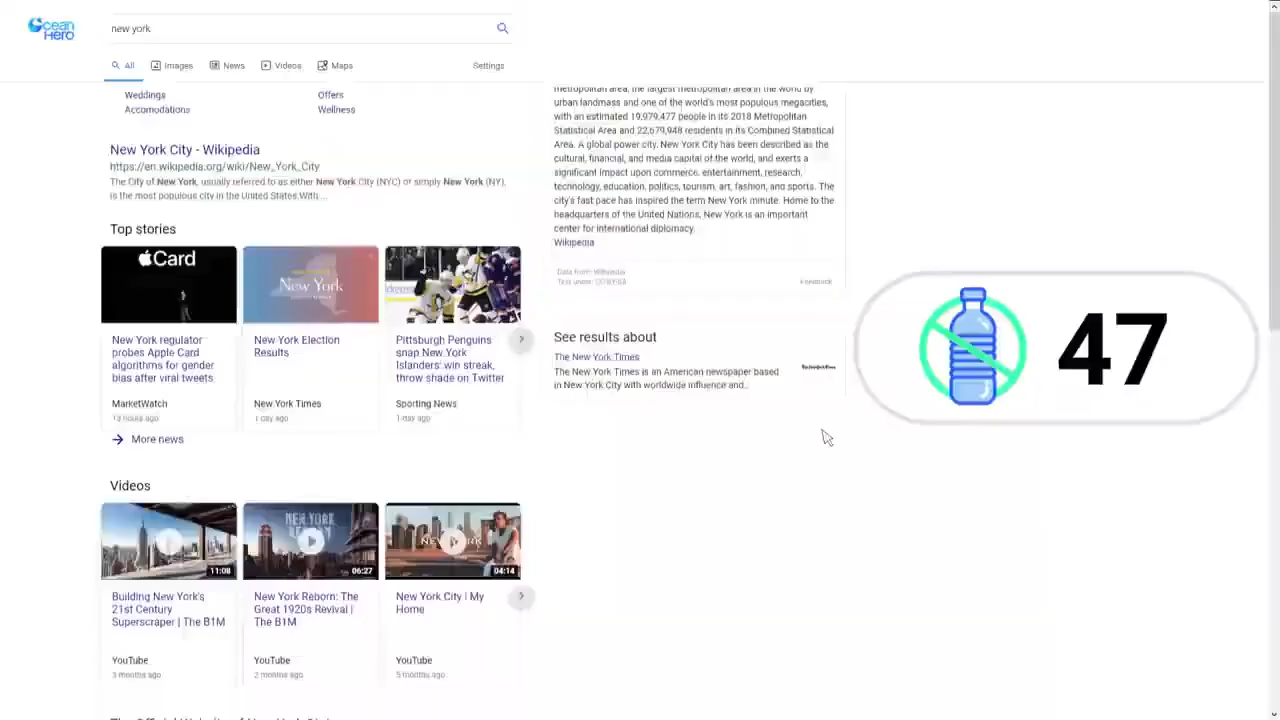 Ocean Hero
new york
All Images News Videos Maps Settings
Weddings Offers
Accomodations Wellness
New York City - Wikipedia
https://en.wikipedia.org/wiki/New_York_City
The City of New York, usually referred to as either New York City (NYC) or simply New York (NY),
is the most populous city in the United States.With ...
Top stories
Card
New York
New York regulator
probes Apple Card
algorithms for gender
bias after viral tweets
MarketWatch
19 hours ago
New York Election
Results
New York Times
1 day ago
Pittsburgh Penguins
snap New York
Islanders' win streak,
throw shade on Twitter
Sporting News
1 day ago
More news
Videos
11:08
NEW YORK
06:27
NEW YORK
04:14
Building New York's
21st Century
Superscraper | The B1M
YouTube
3 months ago
New York Reborn: The
Great 1920s Revival |
The B1M
YouTube
2 months ago
New York City | My
Home
YouTube
5 months ago
metropolitan area, the largest metropolitan area in the world by
urban landmass and one of the world's most populous megacities,
with an estimated 19,979,477 people in its 2018 Metropolitan
Statistical Area and 22,679,948 residents in its Combined Statistical
Area. A global power city, New York City has been described as the
cultural, financial, and media capital of the world, and exerts a
significant impact upon commerce, entertainment, research,
technology, education, politics, tourism, art, fashion, and sports. The
city's fast pace has inspired the term New York minute. Home to the
headquarters of the United Nations, New York is an important
center for international diplomacy.
Wikipedia
Data from: Wikipedia
Text under: CC-BY-SA
Feedback
See results about
The New York Times
The New York Times is an American newspaper based
in New York City with worldwide influence and...
47